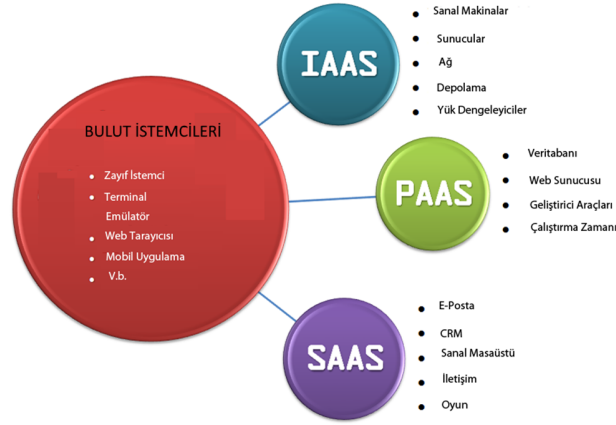 BULUT İSTEMCİLERİ
Zayıf İstemci
Terminal
Emülatör
Web Tarayıcısı
Mobil Uygulama
V.b.
IAAS
Sanal Makinalar
Sunucular
Ağ
Depolama
Yük Dengeleyiciler
PAAS
Veritabanı
Web Sunucusu
Geliştirici Araçları
Çalıştırma Zamanı
SAAS
E-Posta
CRM
Sanal Masaüstü
İletişim
Oyun